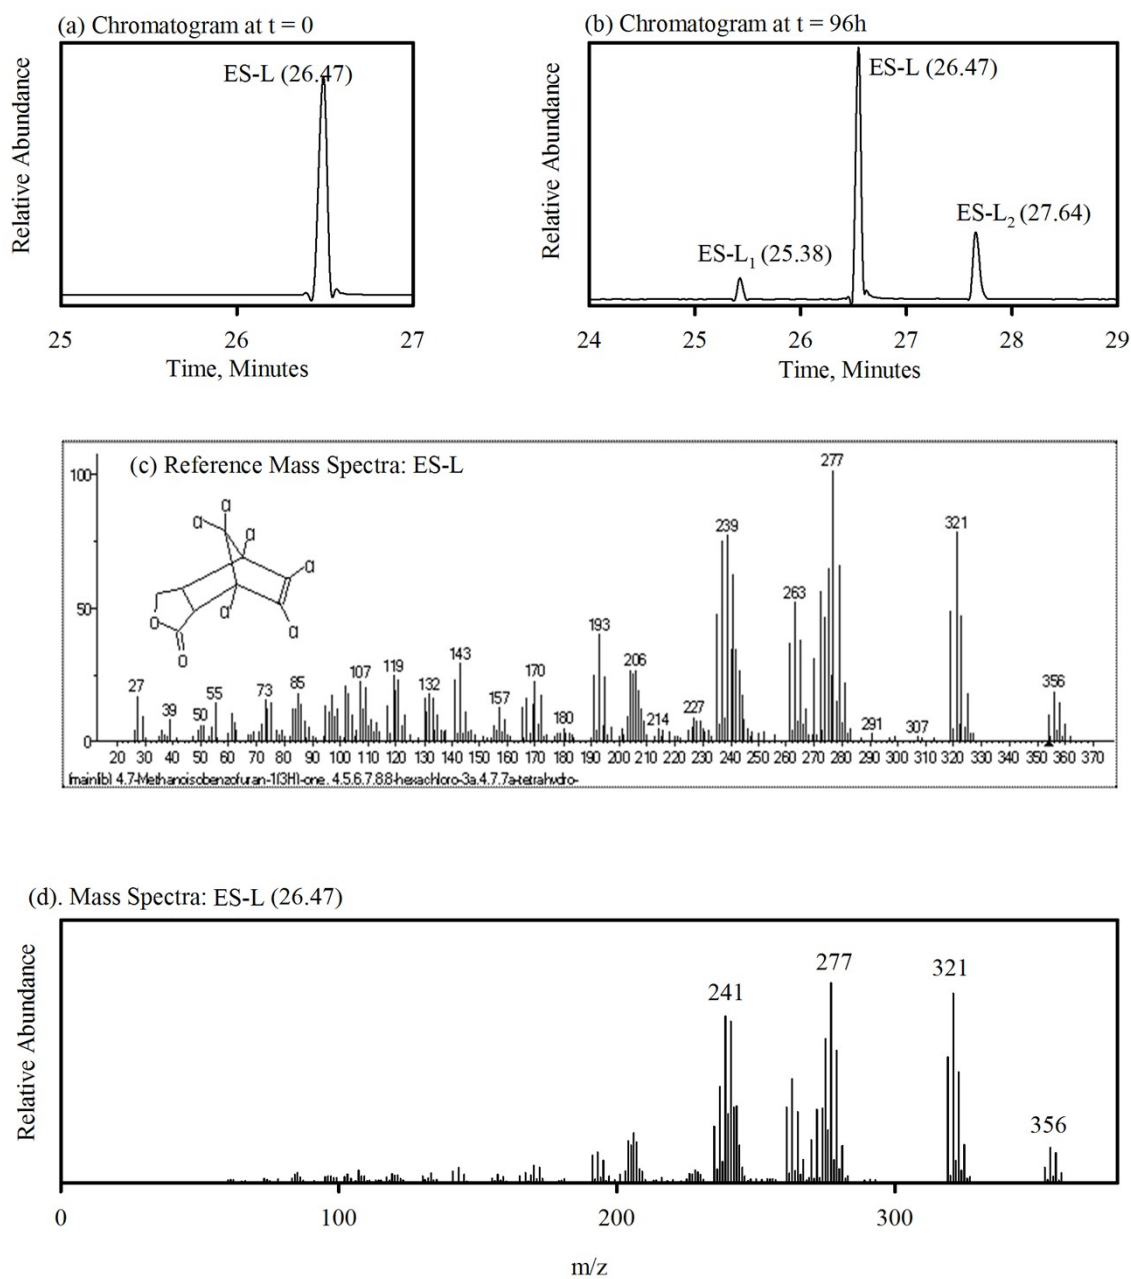 (a) Chromatogram at t = 0
ES-L (26.47)
Relative Abundance
25 26 27
Time, Minutes
(b) Chromatogram at t = 96h
ES-L (26.47)
ES-L2 (27.64)
ES-L1 (25.38)
Relative Abundance
24 25 26 27 28 29
Time, Minutes
(c) Reference Mass Spectra: ES-L
100
50
0
Cl
Cl
Cl
Cl
Cl
Cl
O
O
27 39 50 55 73 85 107 119 132 143 157 170 180 193 206 214 227 239 263 277 291 307 321 356
20 30 40 50 60 70 80 90 100 110 120 130 140 150 160 170 180 190 200 210 220 230 240 250 260 270 280 290 300 310 320 330 340 350 360 370
(mainlib) 4,7-Methanoisobenzofuran-1(3H)-one, 4,5,6,7,8,8-hexachloro-3a,4,7,7a-tetrahydro-
(d). Mass Spectra: ES-L (26.47)
Relative Abundance
241 277 321 356
0 100 200 300
m/z